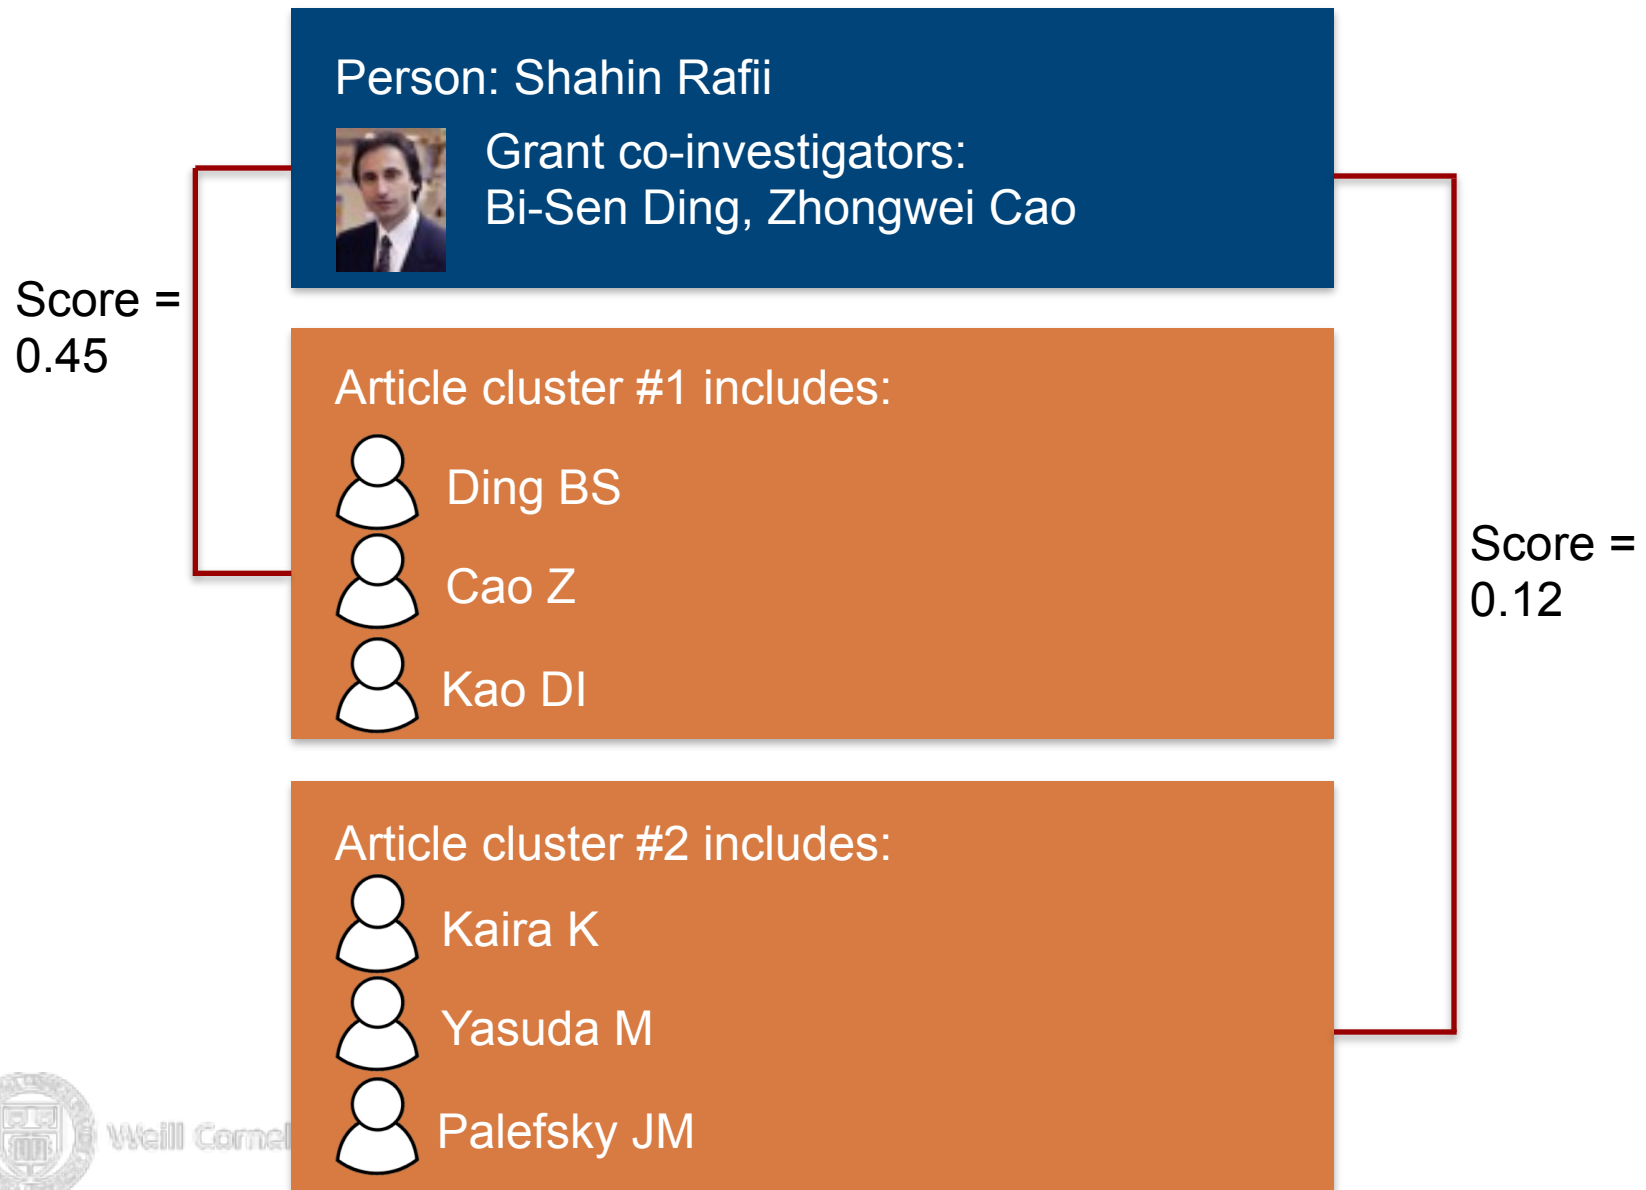 Person: Shahin Rafii
Grant co-investigators:
Bi-Sen Ding, Zhongwei Cao
Score =
0.45
Article cluster #1 includes:
Ding BS
Cao Z
Kao DI
Score =
0.12
Article cluster #2 includes:
Kaira K
Yasuda M
Palefsky JM
Weill Cornel